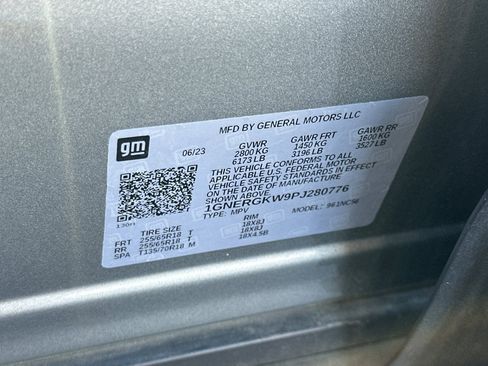 gm
MFD BY GENERAL MOTORS LLC
06/23 GVWR GAWR FRT GAWR RR
2800 KG 1450 KG 1600 KG
6173 LB 3196 LB 3527 LB
THIS VEHICLE CONFORMS TO ALL
APPLICABLE U.S. FEDERAL MOTOR
VEHICLE SAFETY STANDARDS IN EFFECT
ON THE DATE OF MANUFACTURE
SHOWN ABOVE.
1GNERGKW9PJ280776
TYPE: MPV MODEL: 961NC56
TIRE SIZE RIM
FRT 255/65R18 T 18X8J
RR 255/65R18 T 18X8J
SPA T135/70R18 M 18X4.5B